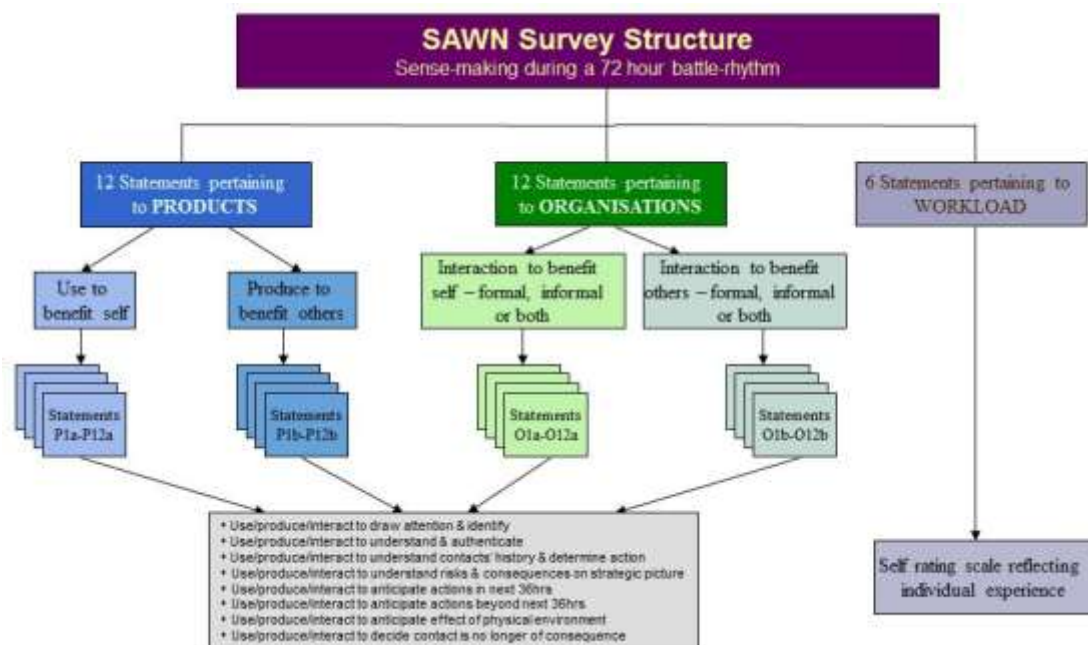 SAWN Survey Structure
Sense-making during a 72 hour battle-rhythm
12 Statements pertaining
to PRODUCTS
12 Statements pertaining
to ORGANISATIONS
6 Statements pertaining to
WORKLOAD
Use to
benefit self
Produce to
benefit others
Interaction to benefit
self – formal, informal
or both
Interaction to benefit
others – formal, informal
or both
Statements
P1a-P12a
Statements
P1b-P12b
Statements
O1a-O12a
Statements
O1b-O12b
• Use/produce/interact to draw attention & identify
• Use/produce/interact to understand & authenticate
• Use/produce/interact to understand contacts' history & determine action
• Use/produce/interact to understand risks & consequences on strategic picture
• Use/produce/interact to anticipate actions in next 36hrs
• Use/produce/interact to anticipate actions beyond next 36hrs
• Use/produce/interact to anticipate effect of physical environment
• Use/produce/interact to decide contact is no longer of consequence
Self rating scale reflecting
individual experience